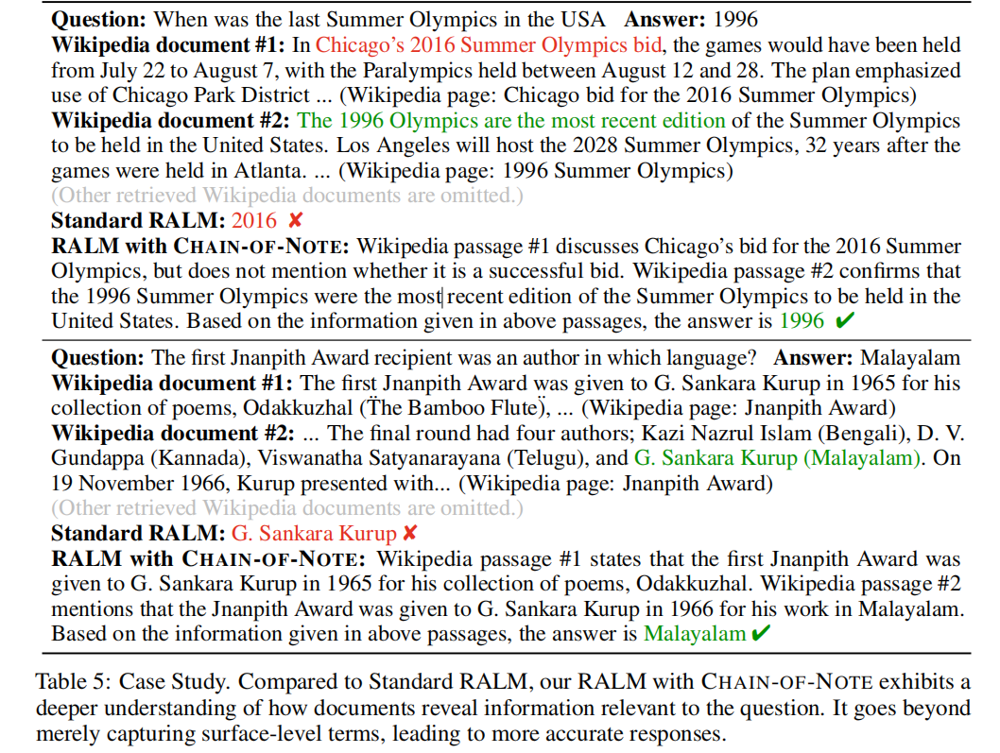 Question: When was the last Summer Olympics in the USA Answer: 1996
Wikipedia document #1: In Chicago's 2016 Summer Olympics bid, the games would have been held
from July 22 to August 7, with the Paralympics held between August 12 and 28. The plan emphasized
use of Chicago Park District ... (Wikipedia page: Chicago bid for the 2016 Summer Olympics)
Wikipedia document #2: The 1996 Olympics are the most recent edition of the Summer Olympics
to be held in the United States. Los Angeles will host the 2028 Summer Olympics, 32 years after the
games were held in Atlanta. ... (Wikipedia page: 1996 Summer Olympics)
(Other retrieved Wikipedia documents are omitted.)
Standard RALM: 2016 ✘
RALM with CHAIN-OF-NOTE: Wikipedia passage #1 discusses Chicago's bid for the 2016 Summer
Olympics, but does not mention whether it is a successful bid. Wikipedia passage #2 confirms that
the 1996 Summer Olympics were the most recent edition of the Summer Olympics to be held in the
United States. Based on the information given in above passages, the answer is 1996 ✔
Question: The first Jnanpith Award recipient was an author in which language? Answer: Malayalam
Wikipedia document #1: The first Jnanpith Award was given to G. Sankara Kurup in 1965 for his
collection of poems, Odakkuzhal (T̈he Bamboo Flute)̈, ... (Wikipedia page: Jnanpith Award)
Wikipedia document #2: ... The final round had four authors; Kazi Nazrul Islam (Bengali), D. V.
Gundappa (Kannada), Viswanatha Satyanarayana (Telugu), and G. Sankara Kurup (Malayalam). On
19 November 1966, Kurup presented with... (Wikipedia page: Jnanpith Award)
(Other retrieved Wikipedia documents are omitted.)
Standard RALM: G. Sankara Kurup ✘
RALM with CHAIN-OF-NOTE: Wikipedia passage #1 states that the first Jnanpith Award was
given to G. Sankara Kurup in 1965 for his collection of poems, Odakkuzhal. Wikipedia passage #2
mentions that the Jnanpith Award was given to G. Sankara Kurup in 1966 for his work in Malayalam.
Based on the information given in above passages, the answer is Malayalam ✔
Table 5: Case Study. Compared to Standard RALM, our RALM with CHAIN-OF-NOTE exhibits a
deeper understanding of how documents reveal information relevant to the question. It goes beyond
merely capturing surface-level terms, leading to more accurate responses.